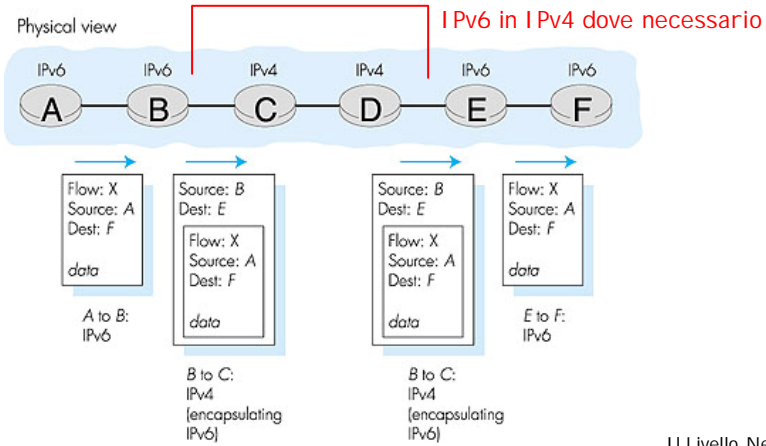 IPv6 in IPv4 dove necessario
Physical view
IPv6 IPv6 IPv4 IPv4 IPv6 IPv6
A B C D E F
Flow: X
Source: A
Dest: F
data
A to B:
IPv6
Source: B
Dest: E
Flow: X
Source: A
Dest: F
data
B to C:
IPv4
(encapsulating
IPv6)
Source: B
Dest: E
Flow: X
Source: A
Dest: F
data
B to C:
IPv4
(encapsulating
IPv6)
Flow: X
Source: A
Dest: F
data
E to F:
IPv6
Livello